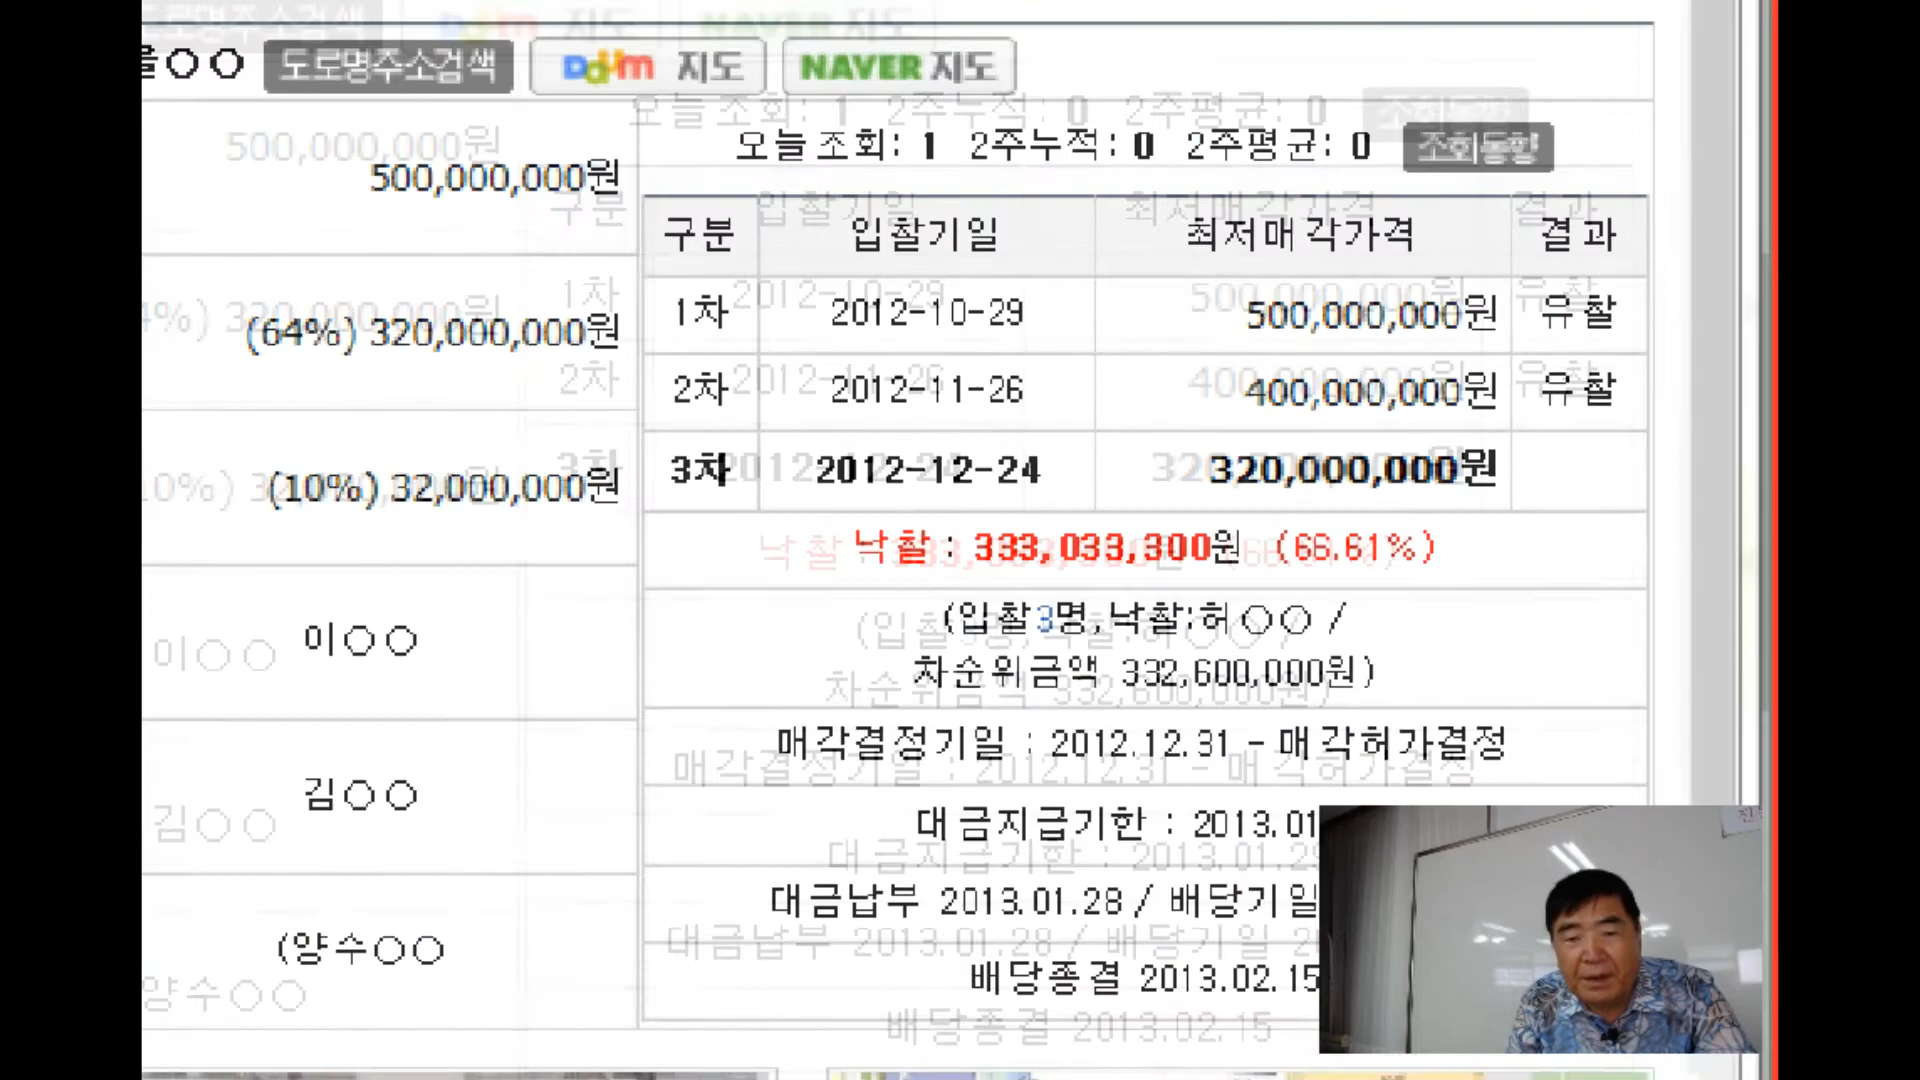 ○○ 도로명주소검색 Daum 지도 NAVER 지도
오늘조회: 1 2주누적: 0 2주평균: 0 조회동향
500,000,000원
구분 입찰기일 최저매각가격 결과
1차 2012-10-29 500,000,000원 유찰
(64%) 320,000,000원
2차 2012-11-26 400,000,000원 유찰
3차 2012-12-24 320,000,000원
(10%) 32,000,000원
낙찰 : 333,033,300원 (66.61%)
(입찰3명,낙찰:허○○ /
이○○
차순위금액 332,600,000원)
매각결정기일 : 2012.12.31 - 매각허가결정
김○○
대금지급기한 : 2013.01
대금납부 2013.01.28 / 배당기일
(양수○○
배당종결 2013.02.15